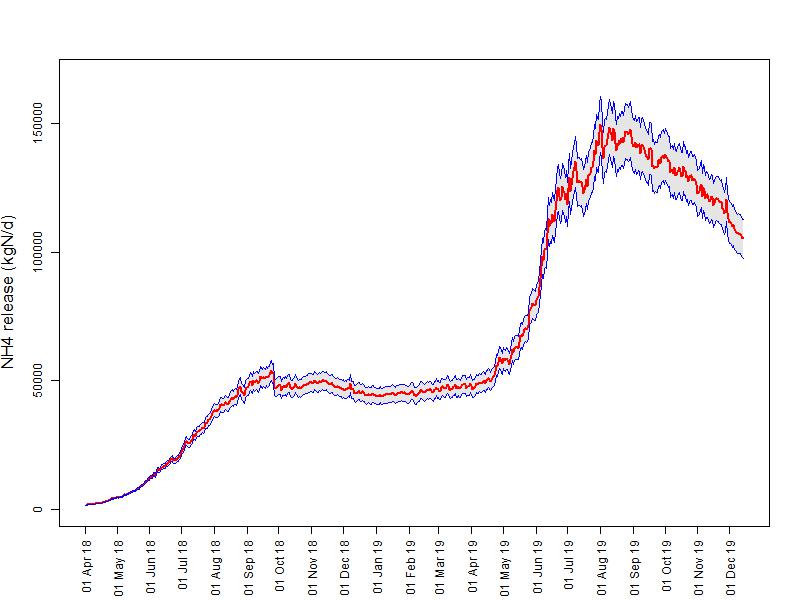 NH4 release (kgN/d)
150000
100000
50000
0
01 Apr 18
01 May 18
01 Jun 18
01 Jul 18
01 Aug 18
01 Sep 18
01 Oct 18
01 Nov 18
01 Dec 18
01 Jan 19
01 Feb 19
01 Mar 19
01 Apr 19
01 May 19
01 Jun 19
01 Jul 19
01 Aug 19
01 Sep 19
01 Oct 19
01 Nov 19
01 Dec 19